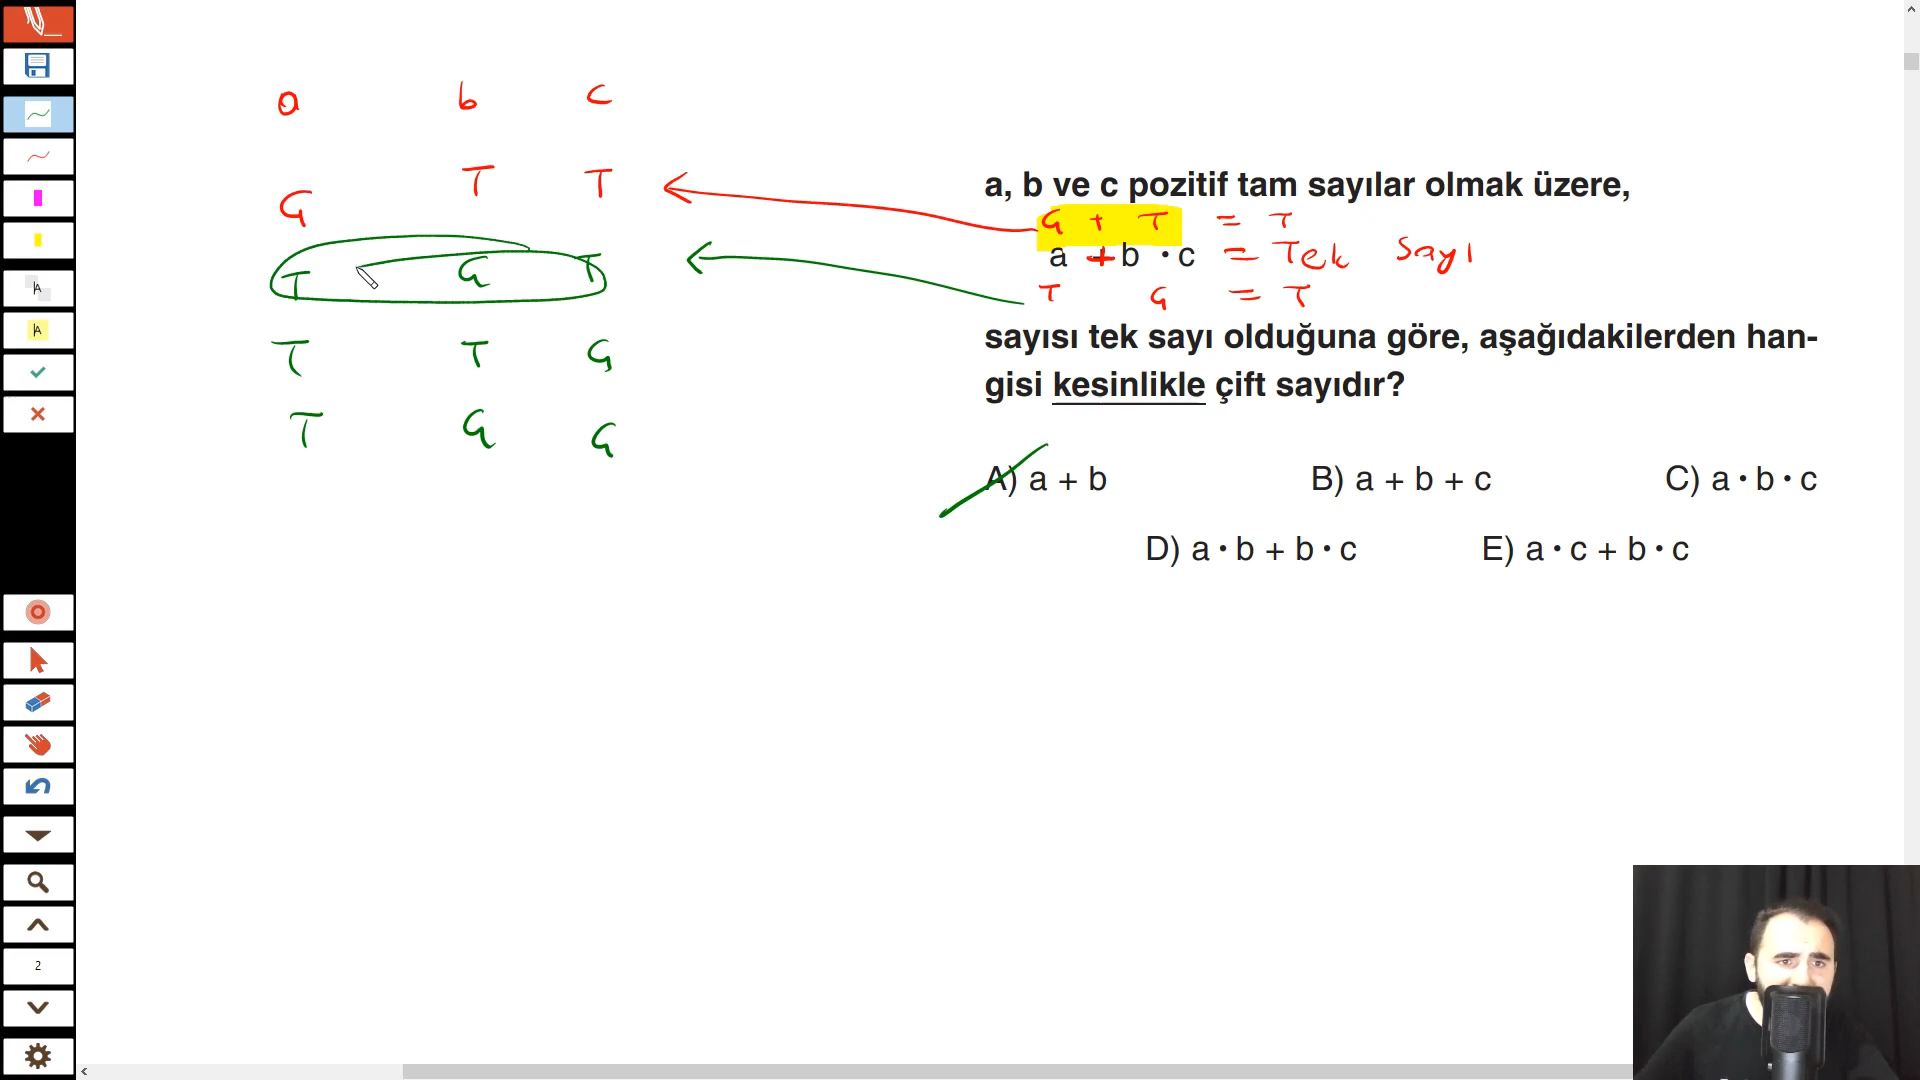 a b c
G T T
T G T
T T G
T G G
a, b ve c pozitif tam sayılar olmak üzere,
G + T = T
a + b · c = Tek Sayı
T G = T
sayısı tek sayı olduğuna göre, aşağıdakilerden han-
gisi kesinlikle çift sayıdır?
A) a + b B) a + b + c C) a · b · c
D) a · b + b · c E) a · c + b · c
A
A
2